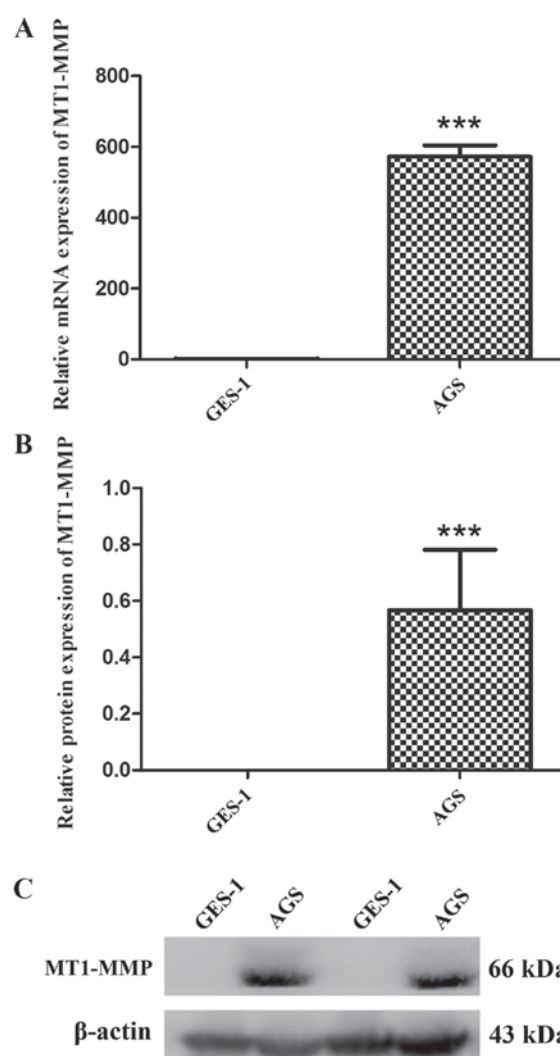 A
Relative mRNA expression of MT1-MMP
800
600
400
200
0
***
GES-1
AGS
B
Relative protein expression of MT1-MMP
1.0
0.8
0.6
0.4
0.2
0.0
***
GES-1
AGS
C
GES-1 AGS GES-1 AGS
MT1-MMP 66 kDa
β-actin 43 kDa